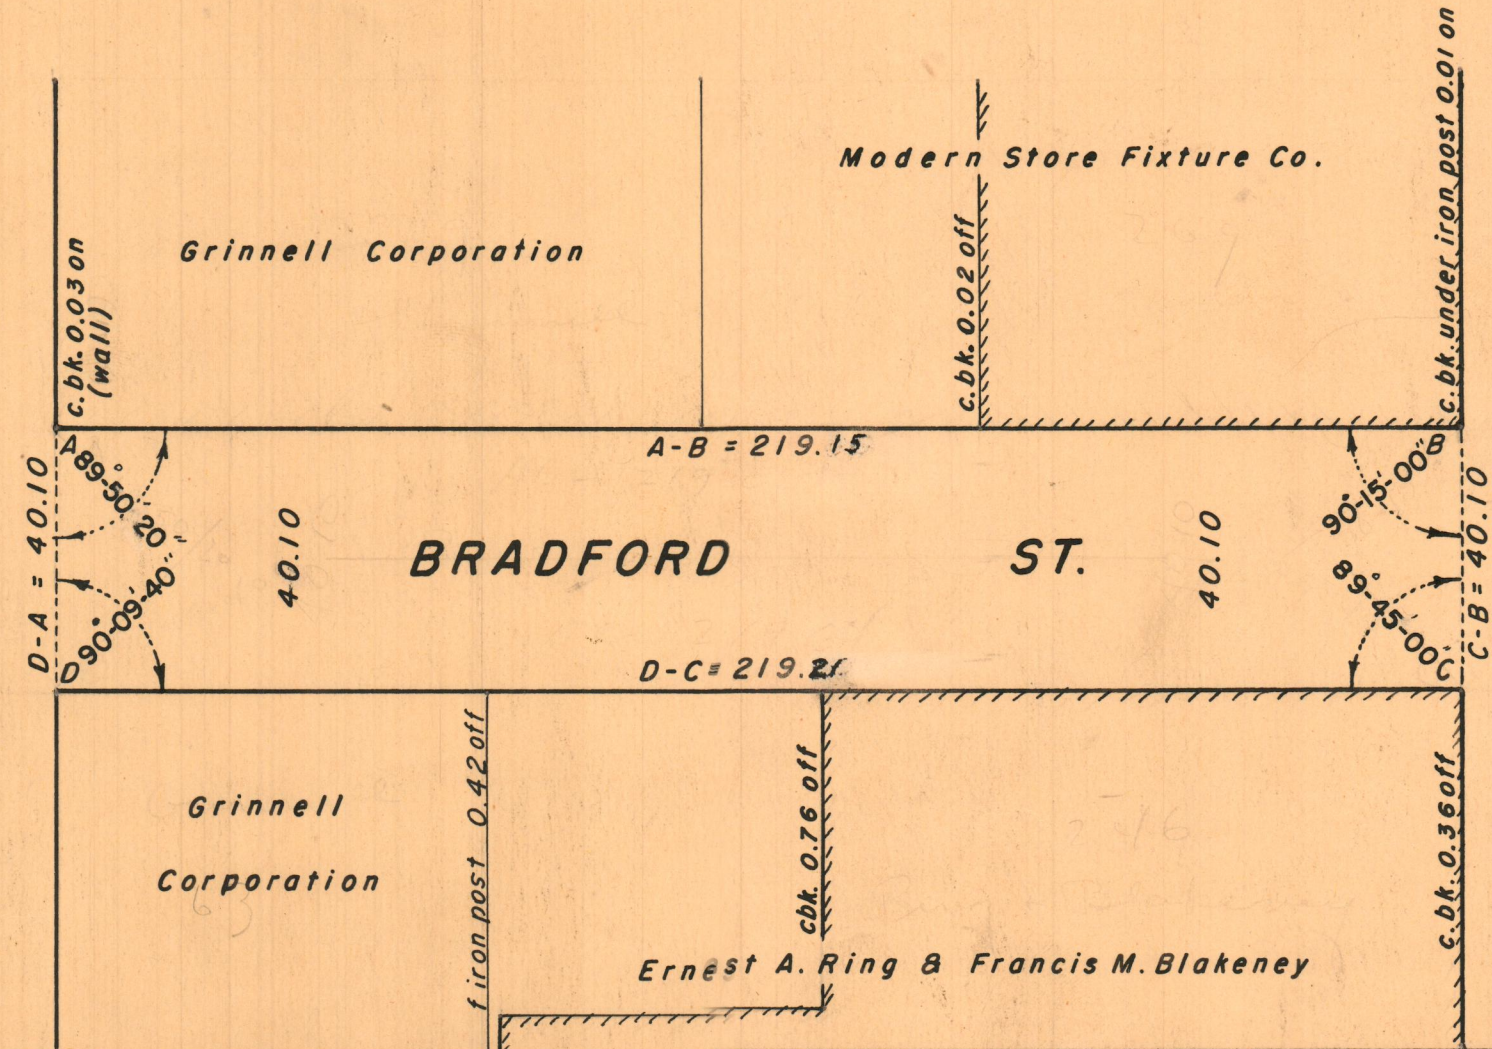 c.bk. under iron post 0.01 on
Modern Store Fixture Co.
Grinnell Corporation
c.bk. 0.03 on
(wall)
c.bk. 0.02 off
A-B = 219.15
A
89°-50'-20"
B
90°-15'-00"
D-A = 40.10
40.10
BRADFORD ST.
40.10
C-B = 40.10
D
90°-09'-40"
C
89°-45'-00"
D-C = 219.21
Grinnell
Corporation
f iron post 0.42 off
cbk. 0.76 off
c.bk. 0.36 off
Ernest A. Ring & Francis M. Blakeney